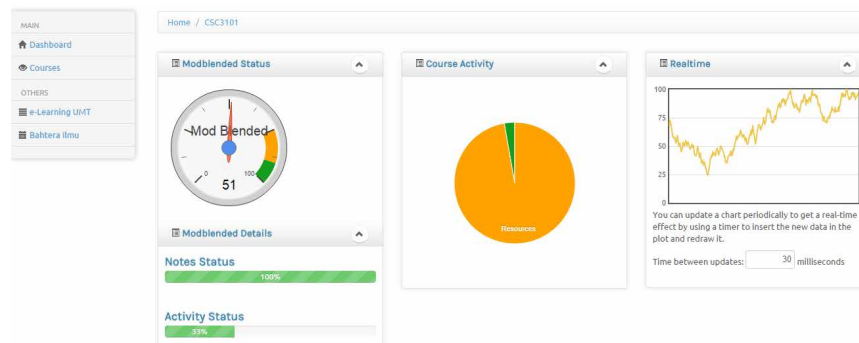 MAIN
Dashboard
Courses
OTHERS
e-Learning UMT
Bahtera Ilmu
Home / CSC3101
Modblended Status
Mod Blended
0
100
51
Modblended Details
Notes Status
100%
Activity Status
33%
Course Activity
Resources
Realtime
100
75
50
25
0
You can update a chart periodically to get a real-time
effect by using a timer to insert the new data in the
plot and redraw it.
Time between updates: 30 milliseconds